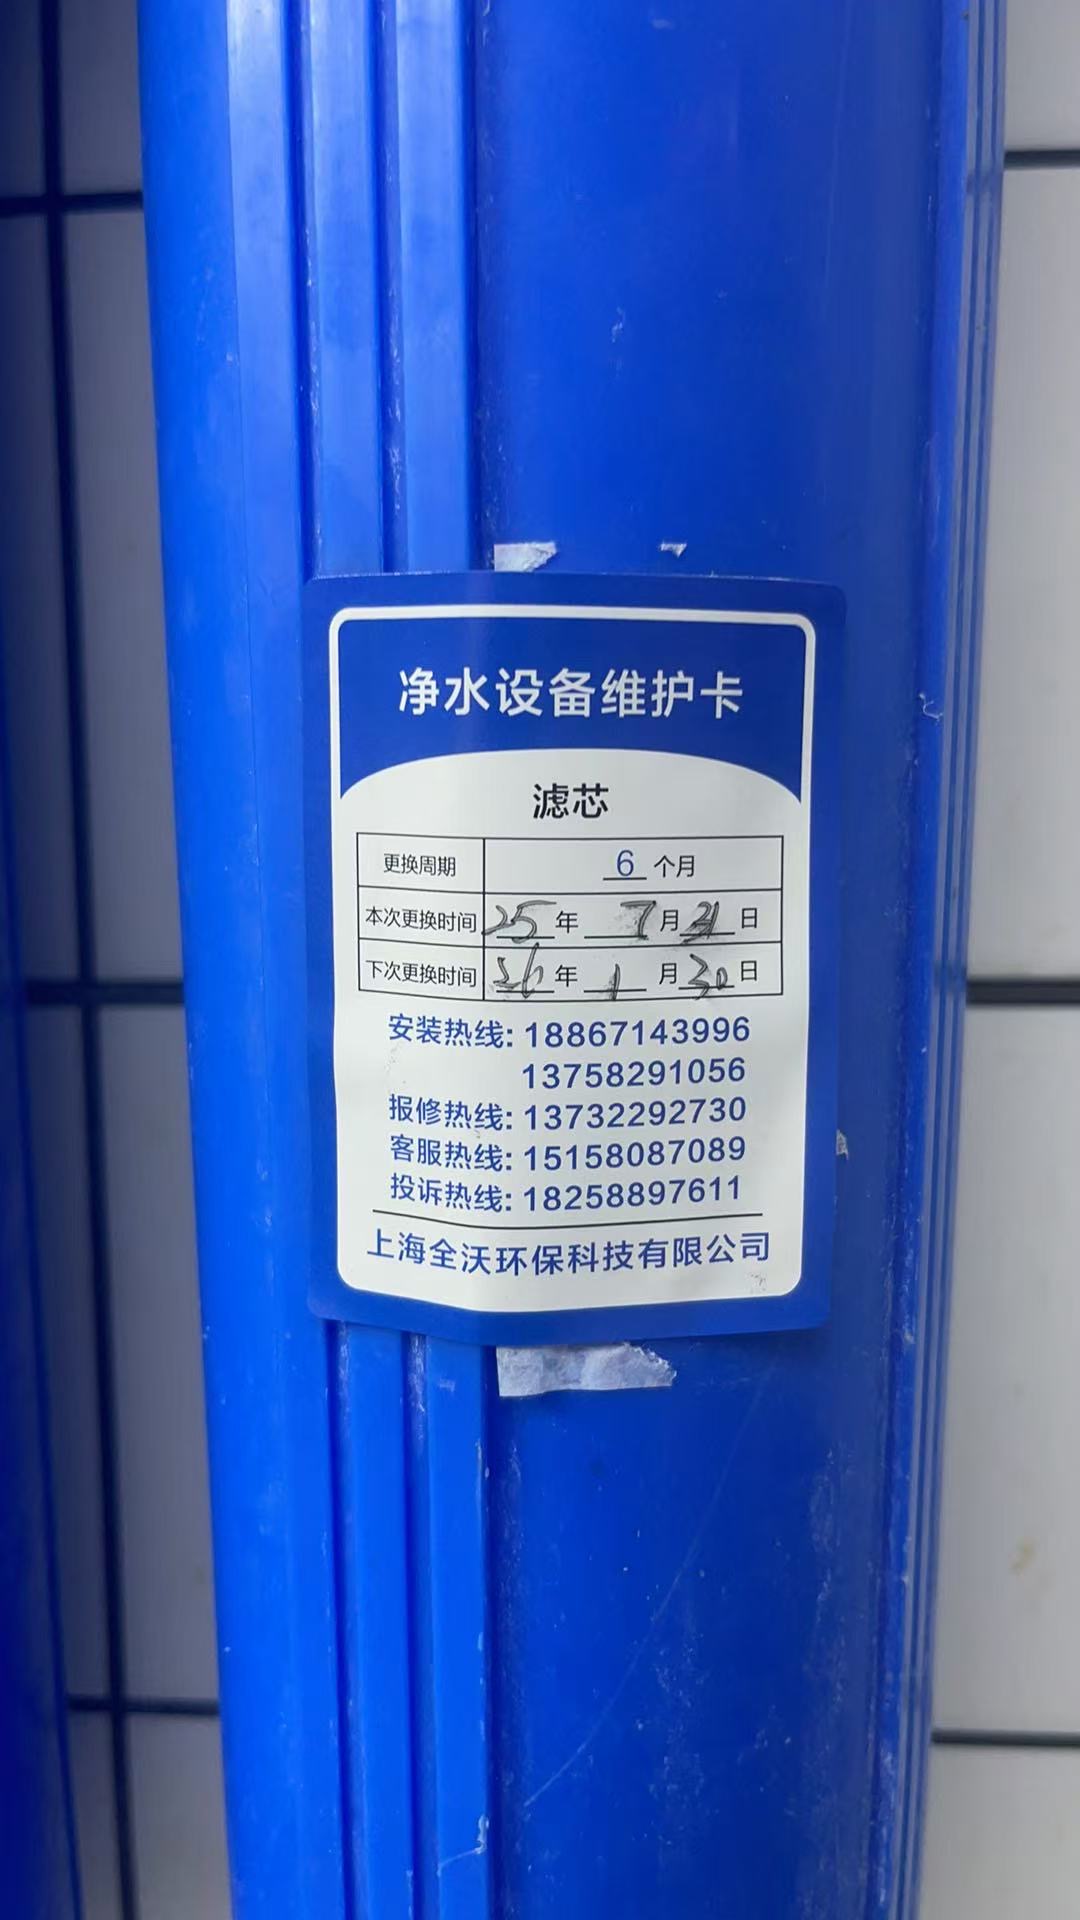 净水设备维护卡
滤芯
更换周期 6 个月
本次更换时间 25 年 7 月 31 日
下次更换时间 26 年 1 月 30 日
安装热线: 18867143996
13758291056
报修热线: 13732292730
客服热线: 15158087089
投诉热线: 18258897611
上海全沃环保科技有限公司